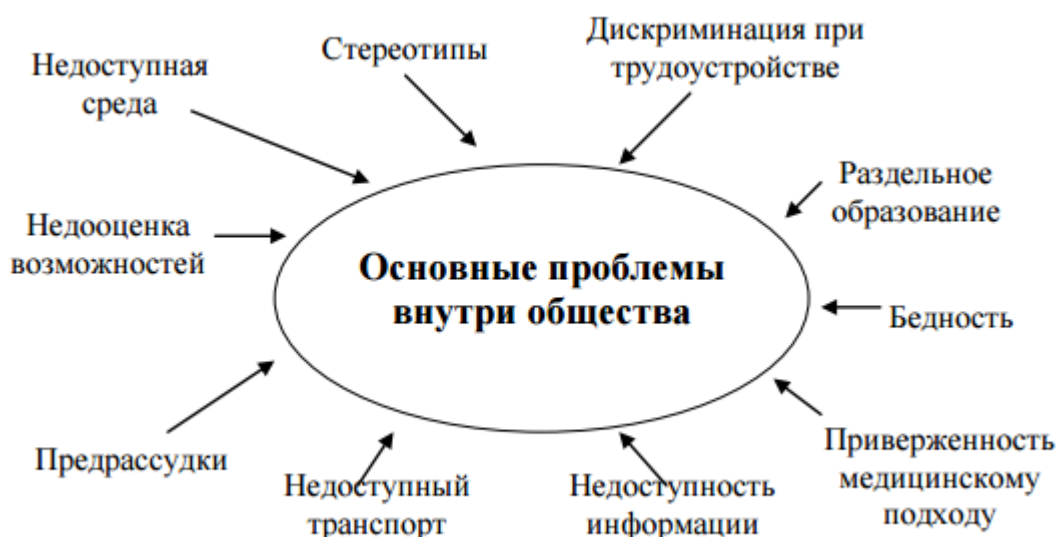 Стереотипы
Дискриминация при
трудоустройстве
Недоступная
среда
Раздельное
образование
Недооценка
возможностей
Основные проблемы
внутри общества
Бедность
Предрассудки
Недоступный
транспорт
Недоступность
информации
Приверженность
медицинскому
подходу